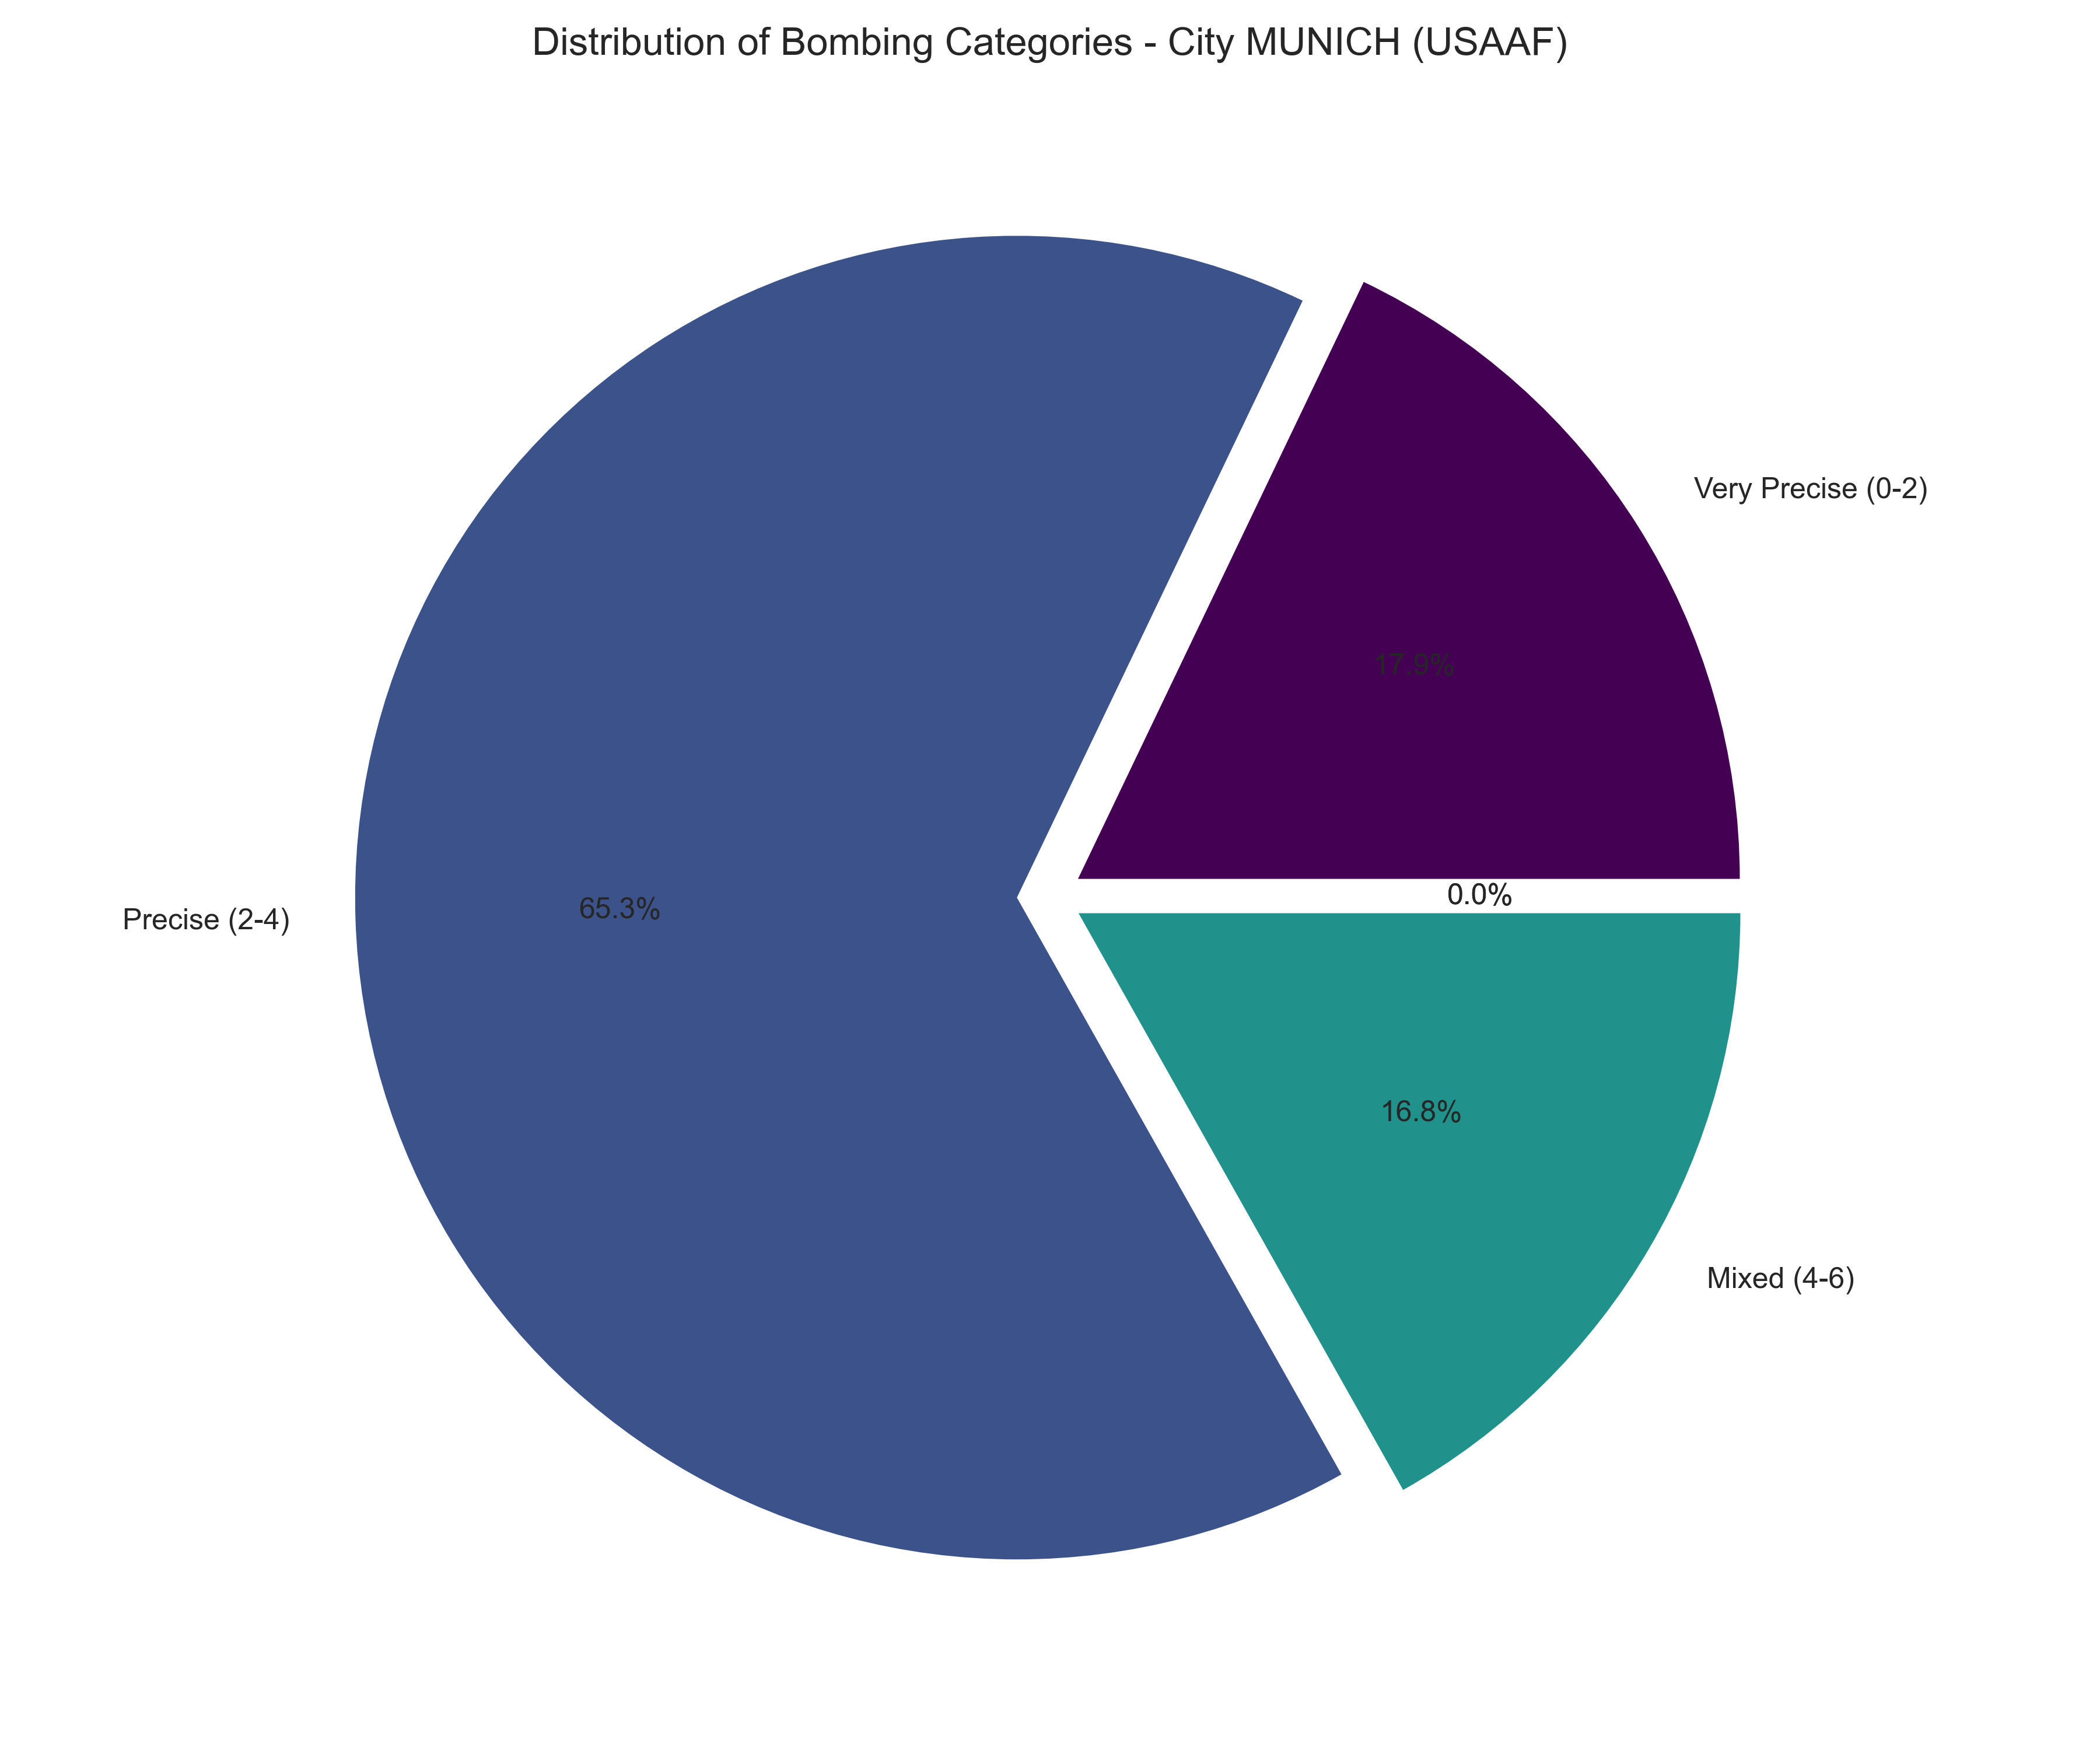 Distribution of Bombing Categories - City MUNICH (USAAF)
Very Precise (0-2)
17.9%
0.0%
Precise (2-4)
65.3%
16.8%
Mixed (4-6)